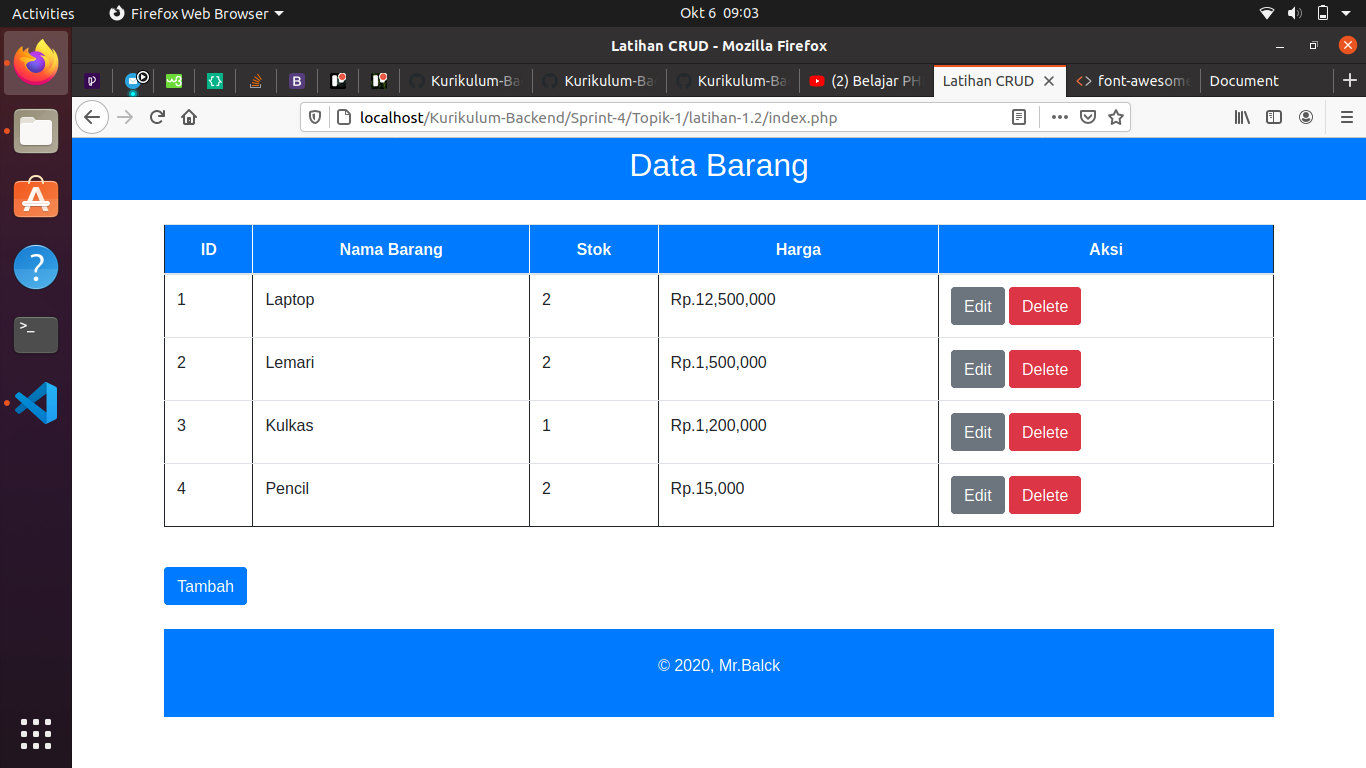 Activities Firefox Web Browser Okt 6 09:03
Latihan CRUD - Mozilla Firefox
Kurikulum-Ba Kurikulum-Ba Kurikulum-Ba (2) Belajar PH Latihan CRUD font-awesome Document
localhost/Kurikulum-Backend/Sprint-4/Topik-1/latihan-1.2/index.php
Data Barang
ID Nama Barang Stok Harga Aksi
1 Laptop 2 Rp.12,500,000 Edit Delete
2 Lemari 2 Rp.1,500,000 Edit Delete
3 Kulkas 1 Rp.1,200,000 Edit Delete
4 Pencil 2 Rp.15,000 Edit Delete
Tambah
© 2020, Mr.Balck